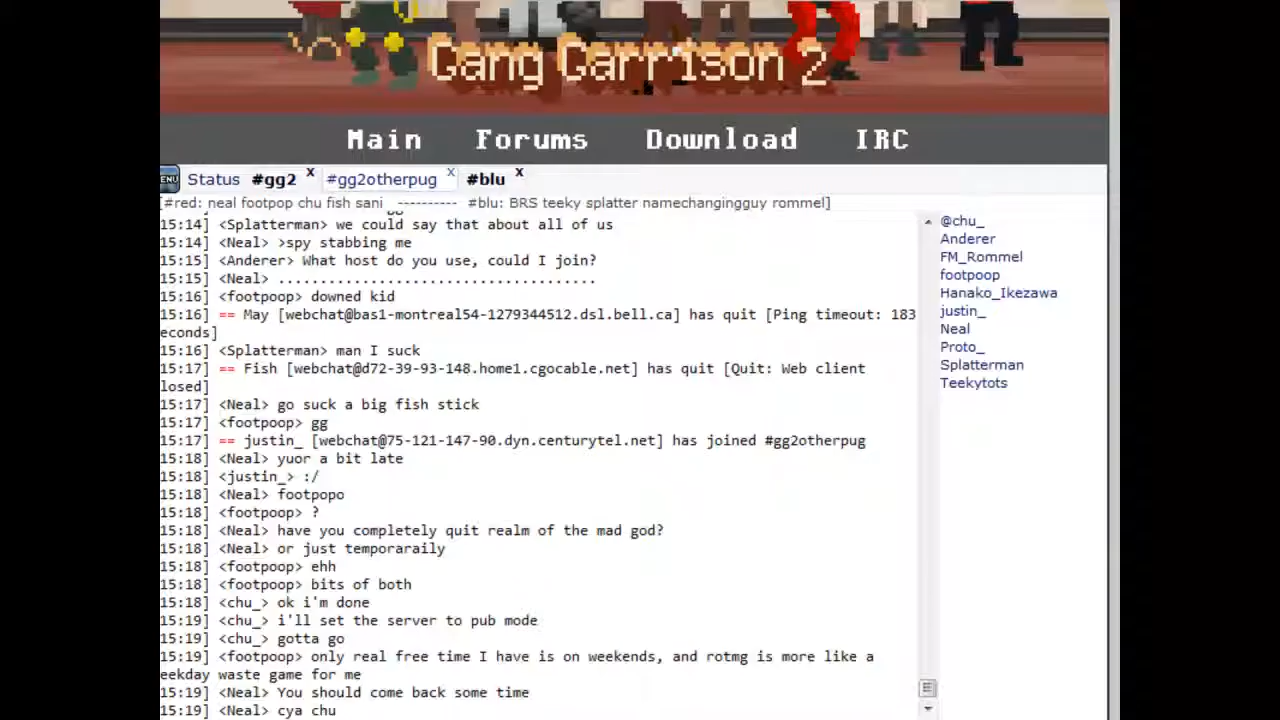 Gang Garrison 2
Main Forums Download IRC
ENU Status #gg2 x #gg2otherpug x #blu x
[#red: neal footpop chu fish sani ---------- #blu: BRS teeky splatter namechangingguy rommel]
15:14] <Splatterman> we could say that about all of us
15:14] <Neal> >spy stabbing me
15:15] <Anderer> What host do you use, could I join?
15:15] <Neal> ......................................
15:16] <footpoop> downed kid
15:16] == May [webchat@bas1-montreal54-1279344512.dsl.bell.ca] has quit [Ping timeout: 183
econds]
15:16] <Splatterman> man I suck
15:17] == Fish [webchat@d72-39-93-148.home1.cgocable.net] has quit [Quit: Web client
losed]
15:17] <Neal> go suck a big fish stick
15:17] <footpoop> gg
15:17] == justin_ [webchat@75-121-147-90.dyn.centurytel.net] has joined #gg2otherpug
15:18] <Neal> yuor a bit late
15:18] <justin_> :/
15:18] <Neal> footpopo
15:18] <footpoop> ?
15:18] <Neal> have you completely quit realm of the mad god?
15:18] <Neal> or just temporaraily
15:18] <footpoop> ehh
15:18] <footpoop> bits of both
15:18] <chu_> ok i'm done
15:19] <chu_> i'll set the server to pub mode
15:19] <chu_> gotta go
15:19] <footpoop> only real free time I have is on weekends, and rotmg is more like a
eekday waste game for me
15:19] <Neal> You should come back some time
15:19] <Neal> cya chu
@chu_
Anderer
FM_Rommel
footpoop
Hanako_Ikezawa
justin_
Neal
Proto_
Splatterman
Teekytots